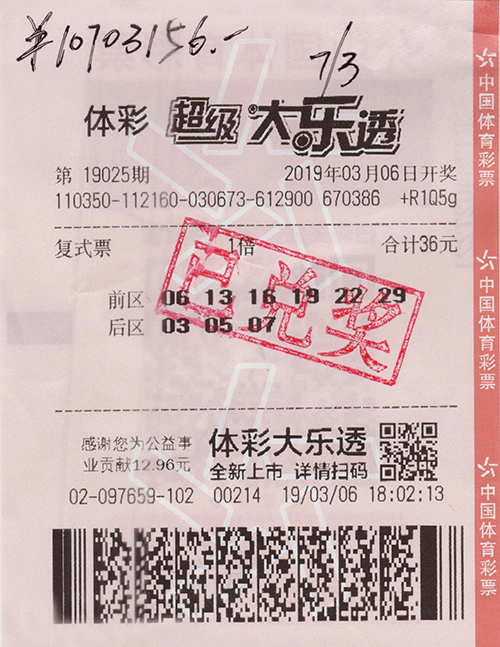 ¥10703156.-
7/3
体彩 超级大乐透
第 19025期 2019年03月06日开奖
110350-112160-030673-612900 670386 +R1Q5g
复式票 1倍 合计36元
前区 06 13 16 19 22 29
后区 03 05 07
已兑奖
感谢您为公益事
业贡献12.96元
体彩大乐透
全新上市 详情扫码
02-097659-102 00214 19/03/06 18:02:13
中国体育彩票
中国体育彩票
中国体育彩票